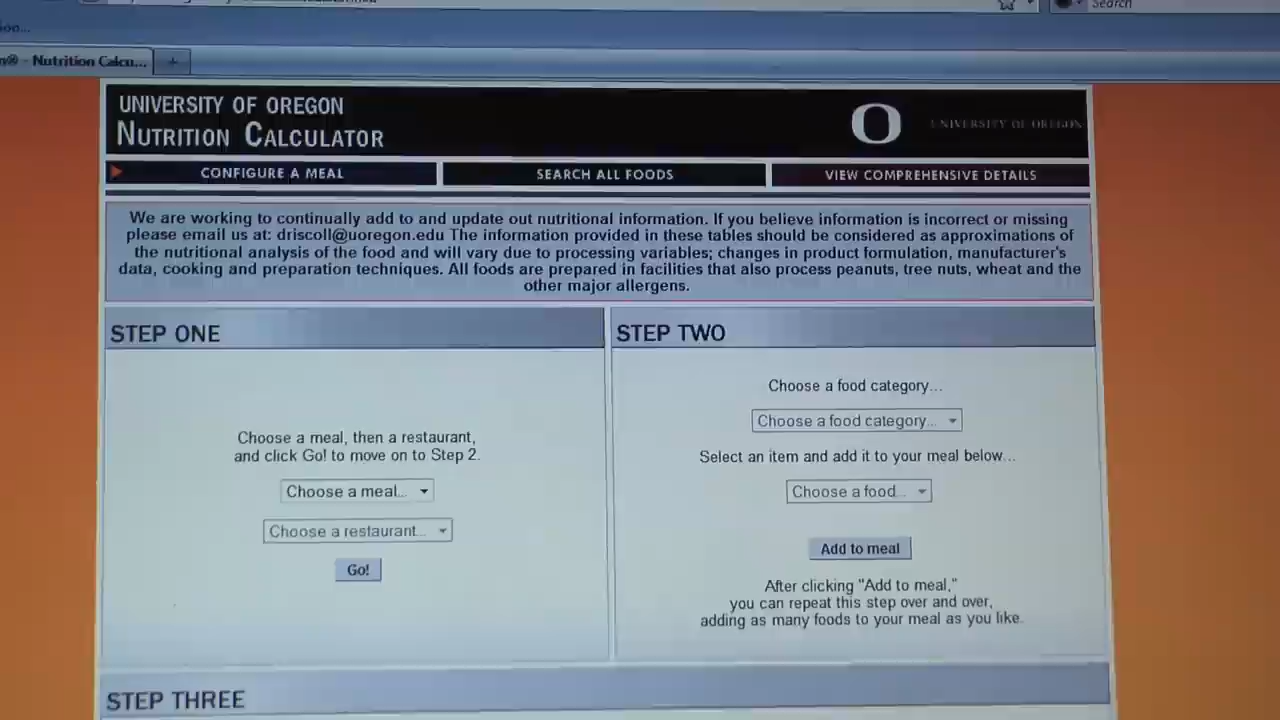 Search
n® - Nutrition Calcu...
+
UNIVERSITY OF OREGON
NUTRITION CALCULATOR
O UNIVERSITY OF OREGON
CONFIGURE A MEAL
SEARCH ALL FOODS
VIEW COMPREHENSIVE DETAILS
We are working to continually add to and update out nutritional information. If you believe information is incorrect or missing
please email us at: driscoll@uoregon.edu The information provided in these tables should be considered as approximations of
the nutritional analysis of the food and will vary due to processing variables; changes in product formulation, manufacturer's
data, cooking and preparation techniques. All foods are prepared in facilities that also process peanuts, tree nuts, wheat and the
other major allergens.
STEP ONE
Choose a meal, then a restaurant,
and click Go! to move on to Step 2.
Choose a meal...
Choose a restaurant...
Go!
STEP TWO
Choose a food category...
Choose a food category...
Select an item and add it to your meal below...
Choose a food...
Add to meal
After clicking "Add to meal,"
you can repeat this step over and over,
adding as many foods to your meal as you like.
STEP THREE